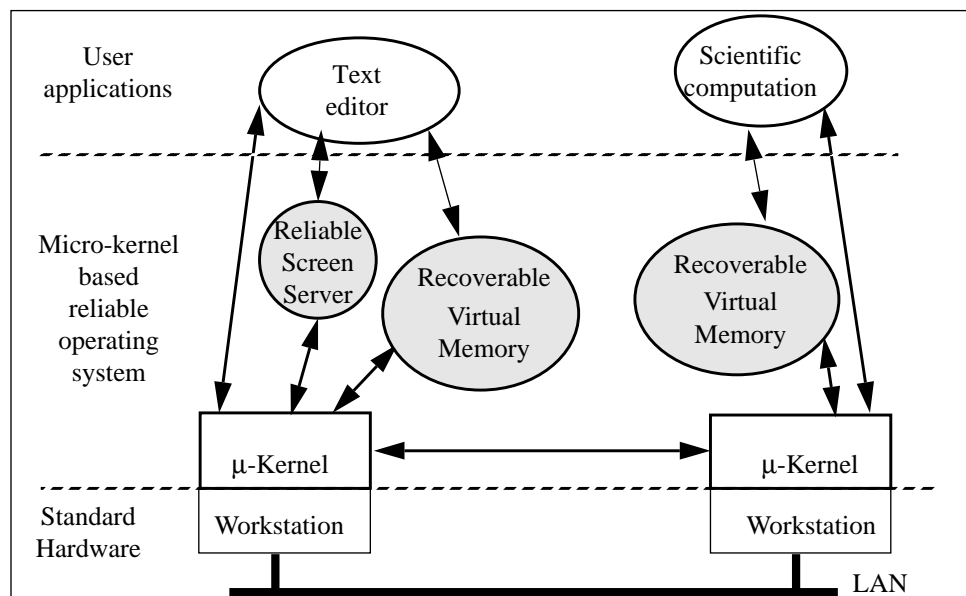 User
applications
Text
editor
Scientific
computation
Micro-kernel
based
reliable
operating
system
Reliable
Screen
Server
Recoverable
Virtual
Memory
Recoverable
Virtual
Memory
μ-Kernel
μ-Kernel
Standard
Hardware
Workstation
Workstation
LAN